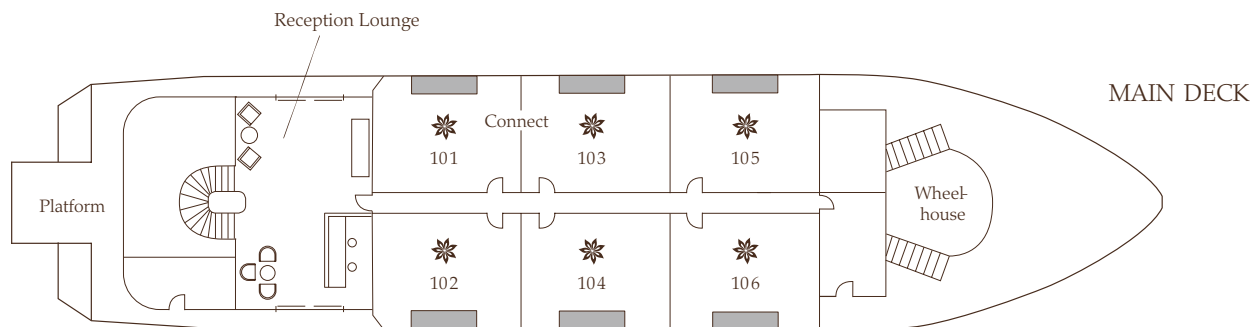 Reception Lounge
MAIN DECK
Connect
101
103
105
Platform
Wheel-
house
102
104
106